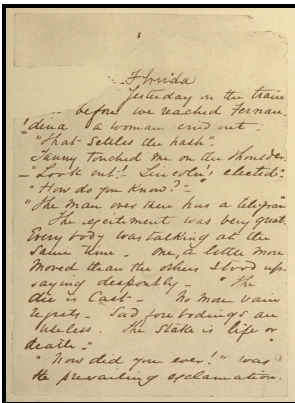 Florida
Yesterday on the train
-- before we reached Fernan
dina a woman cried out -
"That settles the hash".
Tanny touched me on the shoulder
- "Look out! - Lincoln's elected".
"How do you know?" -
"The man over there has a telegram"
The excitement was very great.
Every body was talking at the
same time - One, a little more
moved than the others stood up -
saying despondly - "The
die is cast - No more vain
regrets - Sad forebodings are
useless. The stake is life or
death -"
"Now did you ever!" was
the prevailing exclamation.